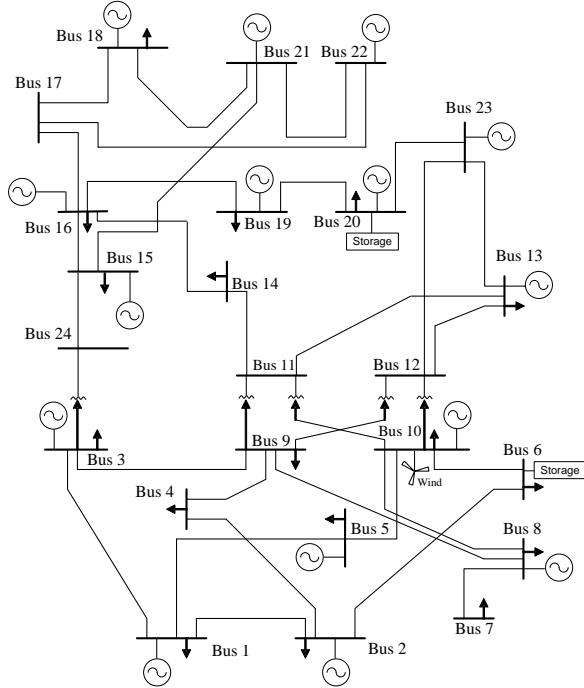 Bus 18
Bus 21
Bus 22
Bus 17
Bus 23
Bus 16
Bus 19
Bus 20
Storage
Bus 15
Bus 14
Bus 13
Bus 24
Bus 11
Bus 12
Bus 3
Bus 9
Bus 10
Wind
Bus 6
Storage
Bus 4
Bus 5
Bus 8
Bus 7
Bus 1
Bus 2